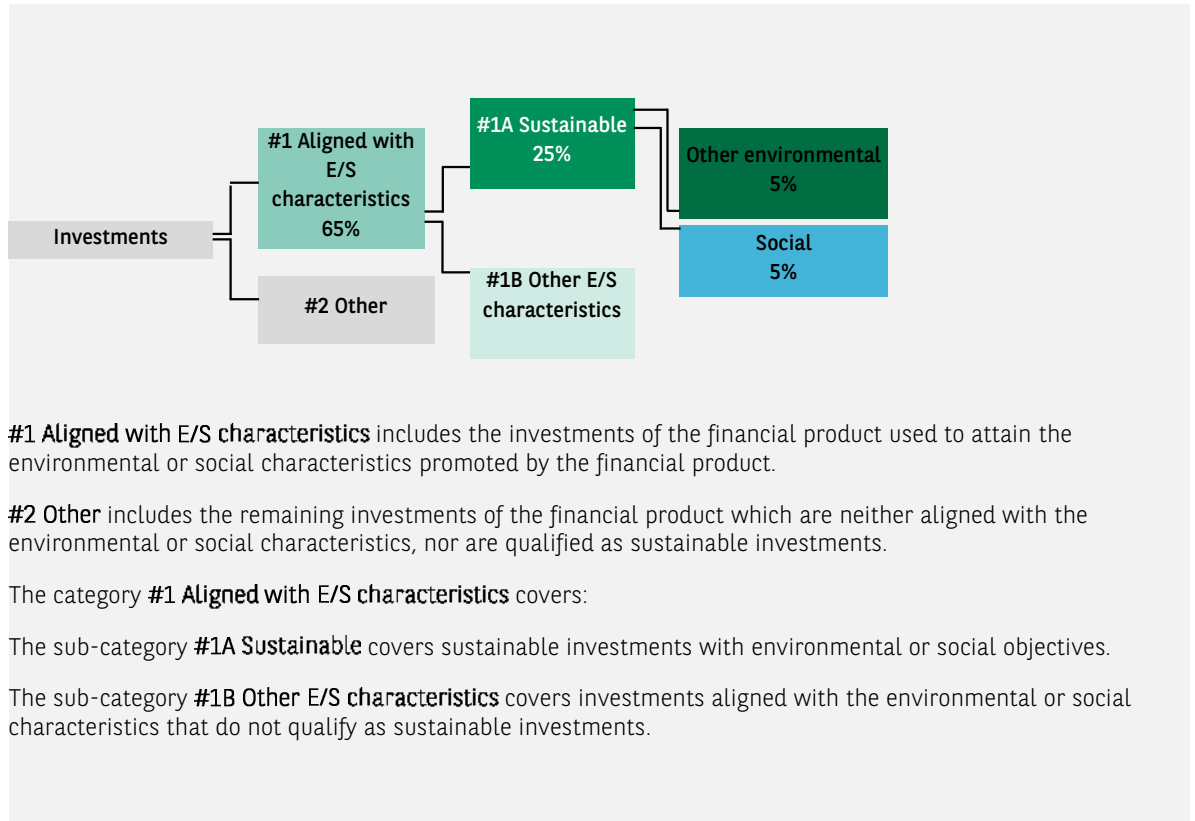 Investments
#1 Aligned with
E/S
characteristics
65%
#2 Other
#1A Sustainable
25%
#1B Other E/S
characteristics
Other environmental
5%
Social
5%
#1 Aligned with E/S characteristics includes the investments of the financial product used to attain the
environmental or social characteristics promoted by the financial product.
#2 Other includes the remaining investments of the financial product which are neither aligned with the
environmental or social characteristics, nor are qualified as sustainable investments.
The category #1 Aligned with E/S characteristics covers:
The sub-category #1A Sustainable covers sustainable investments with environmental or social objectives.
The sub-category #1B Other E/S characteristics covers investments aligned with the environmental or social
characteristics that do not qualify as sustainable investments.